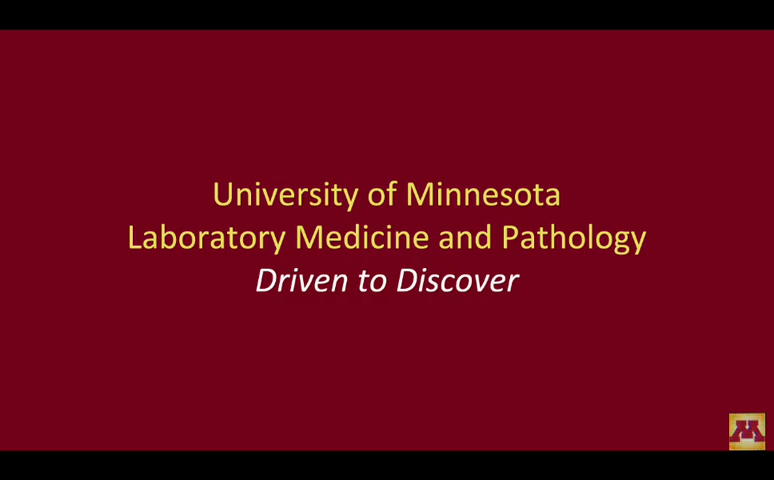 University of Minnesota
Laboratory Medicine and Pathology
Driven to Discover
M